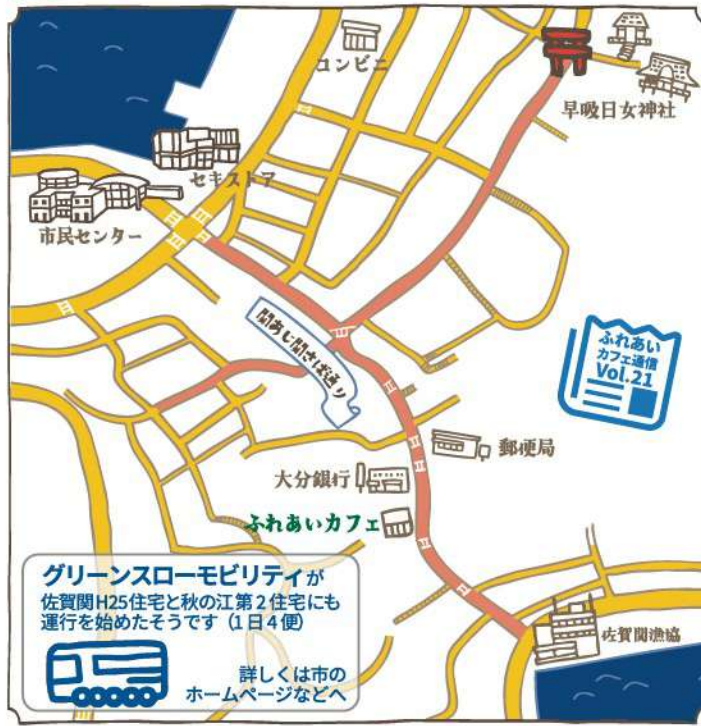 コンビニ
早吸日女神社
セキストア
市民センター
関あじ関さば通り
ふれあい
カフェ通信
Vol.21
郵便局
大分銀行
ふれあいカフェ
グリーンスローモビリティが
佐賀関H25住宅と秋の江第2住宅にも
運行を始めたそうです（1日4便）
詳しくは市の
ホームページなどへ
佐賀関漁協